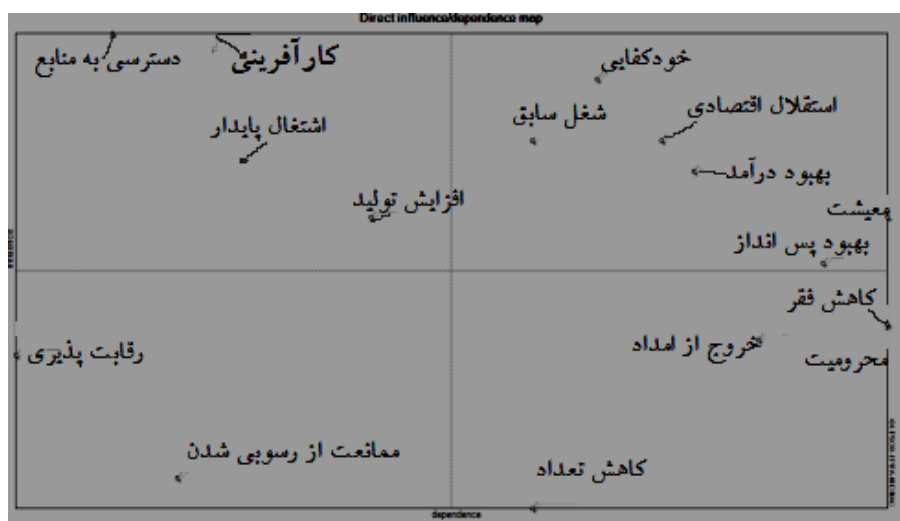 Direct influence/dependence map
دسترسی به منابع
کارآفرینی
خودکفایی
اشتغال پایدار
شغل سابق
استقلال اقتصادی
بهبود درآمد
افزایش تولید
معیشت
بهبود پس انداز
کاهش فقر
خروج از امداد
محرومیت
رقابت پذیری
ممانعت از رسوبی شدن
کاهش تعداد
dependence